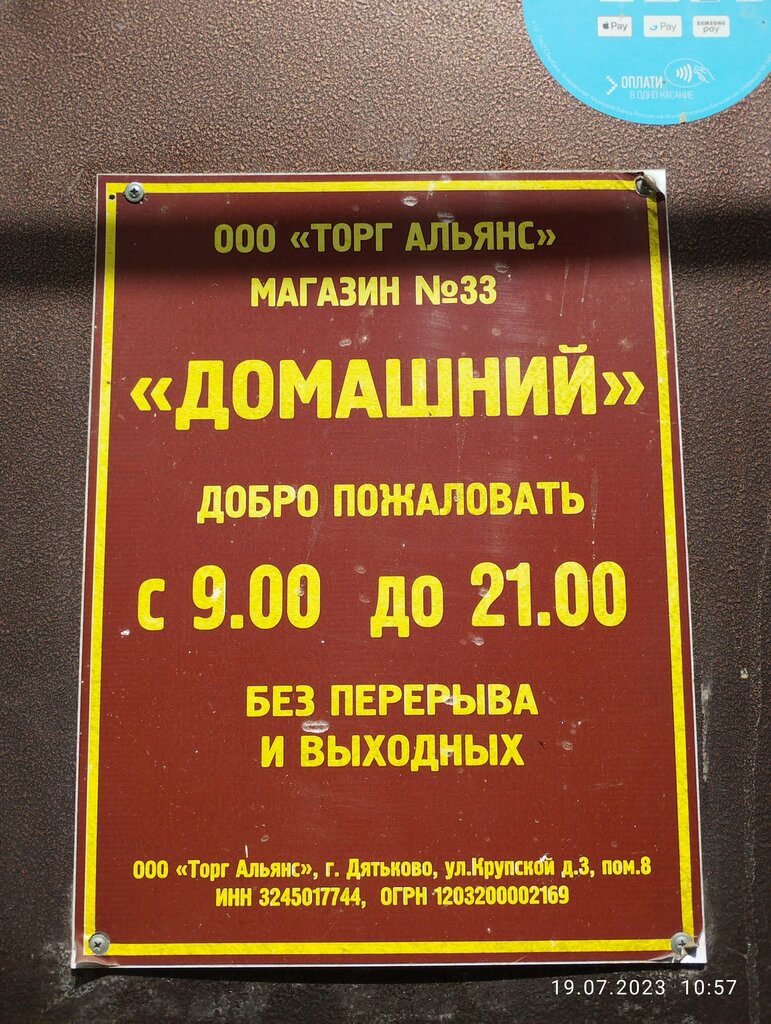 Pay
Pay
SAMSUNG
pay
ОПЛАТИ
В ОДНО КАСАНИЕ
ООО «ТОРГ АЛЬЯНС»
МАГАЗИН №33
«ДОМАШНИЙ»
ДОБРО ПОЖАЛОВАТЬ
С 9.00 ДО 21.00
БЕЗ ПЕРЕРЫВА
И ВЫХОДНЫХ
ООО «Торг Альянс», г. Дятьково, ул.Крупской д.3, пом.8
ИНН 3245017744, ОГРН 1203200002169
19.07.2023 10:57